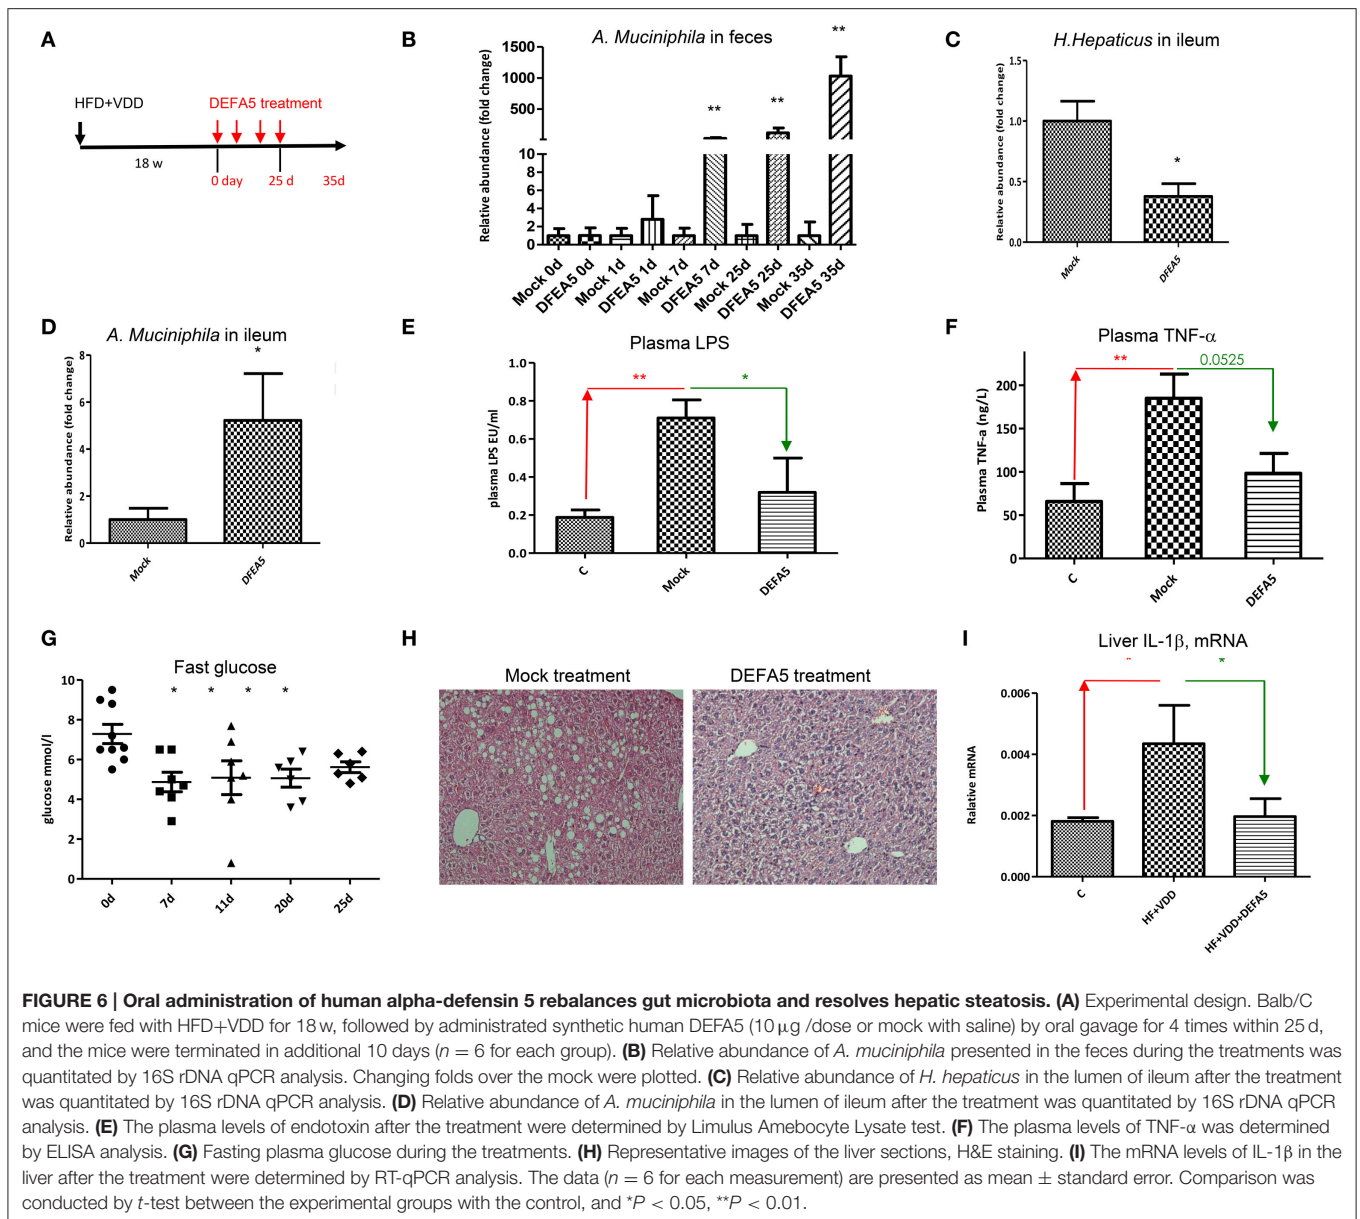 A
HFD+VDD
DEFA5 treatment
18 w
0 day
25 d
35d
B
A. Muciniphila in feces
Relative abundance (fold change)
1500
1000
500
10
8
6
4
2
0
**
**
**
Mock 0d
DFEA5 0d
Mock 1d
DFEA5 1d
Mock 7d
DFEA5 7d
Mock 25d
DFEA5 25d
Mock 35d
DFEA5 35d
C
H.Hepaticus in ileum
Relative abundance (fold change)
1.5
1.0
0.5
0.0
*
Mock
DFEA5
D
A. Muciniphila in ileum
Relative abundance (fold change)
8
6
4
2
0
*
Mock
DFEA5
E
Plasma LPS
plasma LPS EU/ml
1.0
0.8
0.6
0.4
0.2
0.0
**
*
C
Mock
DEFA5
F
Plasma TNF-α
Plasma TNF-a (ng/L)
200
150
100
50
0
**
0.0525
C
Mock
DEFA5
G
Fast glucose
glucose mmol/l
10
8
6
4
2
0
* * * *
0d
7d
11d
20d
25d
H
Mock treatment
DEFA5 treatment
I
Liver IL-1β, mRNA
Ralative mRNA
0.006
0.004
0.002
0.000
*
C
HF+VDD
HF+VDD+DEFA5
FIGURE 6 | Oral administration of human alpha-defensin 5 rebalances gut microbiota and resolves hepatic steatosis. (A) Experimental design. Balb/C
mice were fed with HFD+VDD for 18 w, followed by administrated synthetic human DEFA5 (10 μg /dose or mock with saline) by oral gavage for 4 times within 25 d,
and the mice were terminated in additional 10 days (n = 6 for each group). (B) Relative abundance of A. muciniphila presented in the feces during the treatments was
quantitated by 16S rDNA qPCR analysis. Changing folds over the mock were plotted. (C) Relative abundance of H. hepaticus in the lumen of ileum after the treatment
was quantitated by 16S rDNA qPCR analysis. (D) Relative abundance of A. muciniphila in the lumen of ileum after the treatment was quantitated by 16S rDNA qPCR
analysis. (E) The plasma levels of endotoxin after the treatment were determined by Limulus Amebocyte Lysate test. (F) The plasma levels of TNF-α was determined
by ELISA analysis. (G) Fasting plasma glucose during the treatments. (H) Representative images of the liver sections, H&E staining. (I) The mRNA levels of IL-1β in the
liver after the treatment were determined by RT-qPCR analysis. The data (n = 6 for each measurement) are presented as mean ± standard error. Comparison was
conducted by t-test between the experimental groups with the control, and *P < 0.05, **P < 0.01.